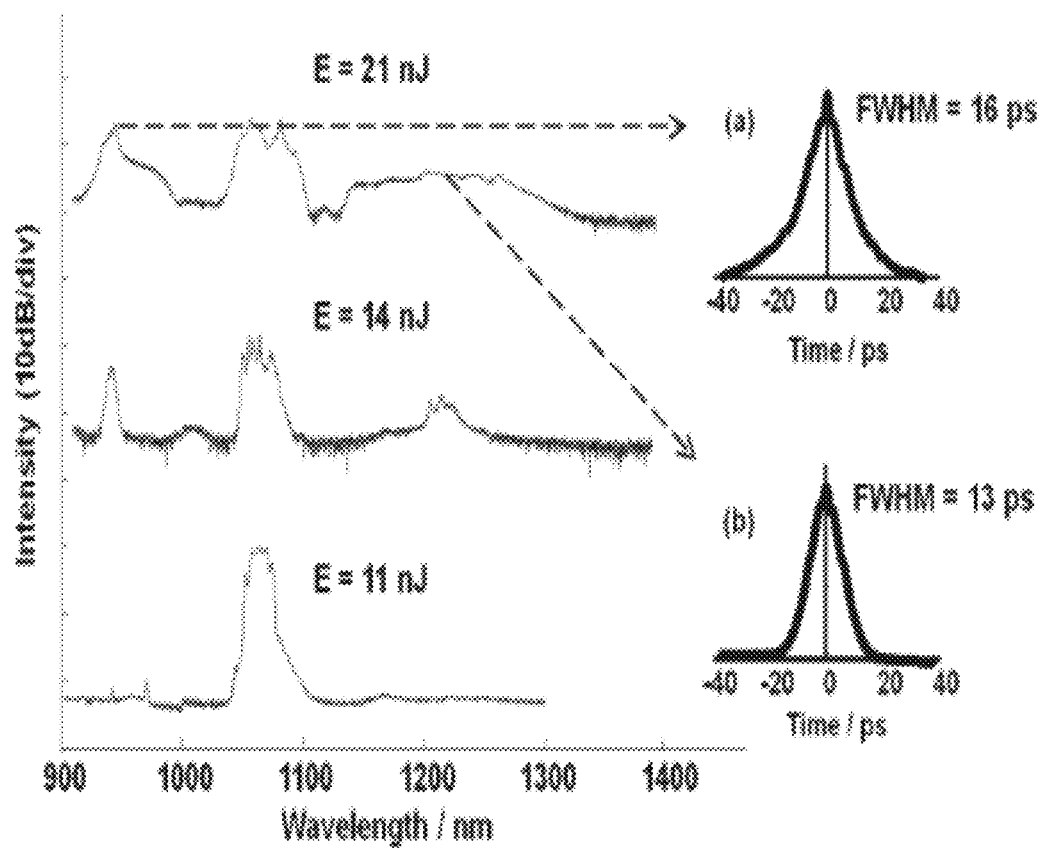 E = 21 nJ
(a)
FWHM = 16 ps
-40 -20 0 20 40
Time / ps
E = 14 nJ
(b)
FWHM = 13 ps
-40 -20 0 20 40
Time / ps
E = 11 nJ
Intensity (10dB/div)
900 1000 1100 1200 1300 1400
Wavelength / nm